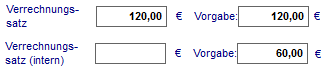 Verrechnungs-
satz 120,00 € Vorgabe: 120,00 €
Verrechnungs-
satz (intern) € Vorgabe: 60,00 €